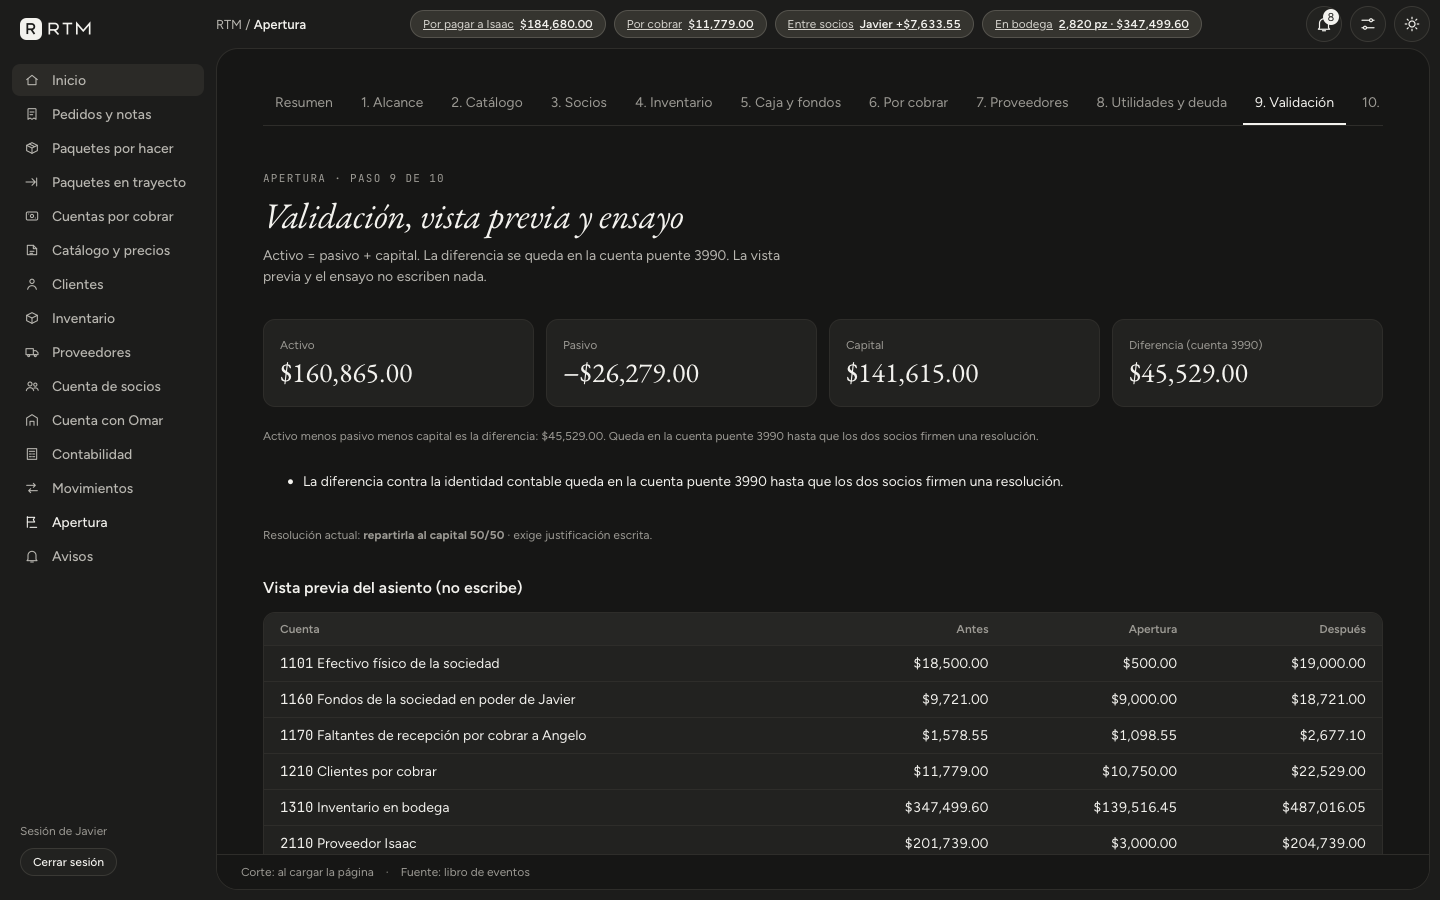 R RTM
RTM / Apertura
Por pagar a Isaac $184,680.00
Por cobrar $11,779.00
Entre socios Javier +$7,633.55
En bodega 2,820 pz · $347,499.60
8
Inicio
Pedidos y notas
Paquetes por hacer
Paquetes en trayecto
Cuentas por cobrar
Catálogo y precios
Clientes
Inventario
Proveedores
Cuenta de socios
Cuenta con Omar
Contabilidad
Movimientos
Apertura
Avisos
Sesión de Javier
Cerrar sesión
Resumen 1. Alcance 2. Catálogo 3. Socios 4. Inventario 5. Caja y fondos 6. Por cobrar 7. Proveedores 8. Utilidades y deuda 9. Validación 10.
APERTURA · PASO 9 DE 10
Validación, vista previa y ensayo
Activo = pasivo + capital. La diferencia se queda en la cuenta puente 3990. La vista
previa y el ensayo no escriben nada.
Activo
$160,865.00
Pasivo
−$26,279.00
Capital
$141,615.00
Diferencia (cuenta 3990)
$45,529.00
Activo menos pasivo menos capital es la diferencia: $45,529.00. Queda en la cuenta puente 3990 hasta que los dos socios firmen una resolución.
• La diferencia contra la identidad contable queda en la cuenta puente 3990 hasta que los dos socios firmen una resolución.
Resolución actual: repartirla al capital 50/50 · exige justificación escrita.
Vista previa del asiento (no escribe)
Cuenta Antes Apertura Después
1101 Efectivo físico de la sociedad $18,500.00 $500.00 $19,000.00
1160 Fondos de la sociedad en poder de Javier $9,721.00 $9,000.00 $18,721.00
1170 Faltantes de recepción por cobrar a Angelo $1,578.55 $1,098.55 $2,677.10
1210 Clientes por cobrar $11,779.00 $10,750.00 $22,529.00
1310 Inventario en bodega $347,499.60 $139,516.45 $487,016.05
2110 Proveedor Isaac $201,739.00 $3,000.00 $204,739.00
Corte: al cargar la página · Fuente: libro de eventos